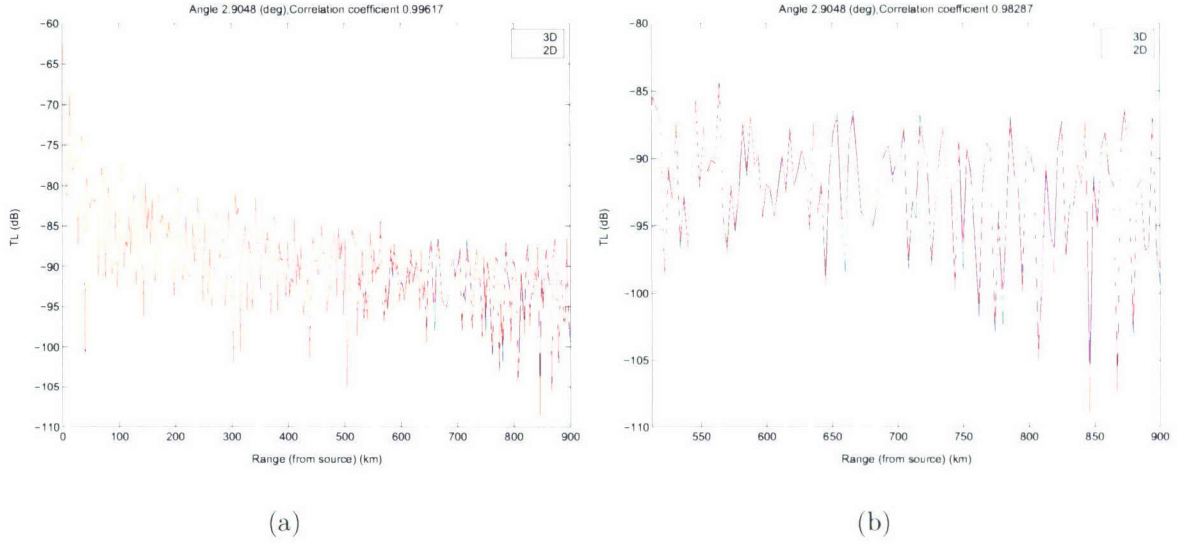 Angle 2.9048 (deg),Correlation coefficient 0.99617
3D
2D
−60
−65
−70
−75
−80
−85
−90
−95
−100
−105
−110
TL (dB)
0 100 200 300 400 500 600 700 800 900
Range (from source) (km)
(a)
Angle 2.9048 (deg),Correlation coefficient 0.98287
3D
2D
−80
−85
−90
−95
−100
−105
−110
TL (dB)
550 600 650 700 750 800 850 900
Range (from source) (km)
(b)